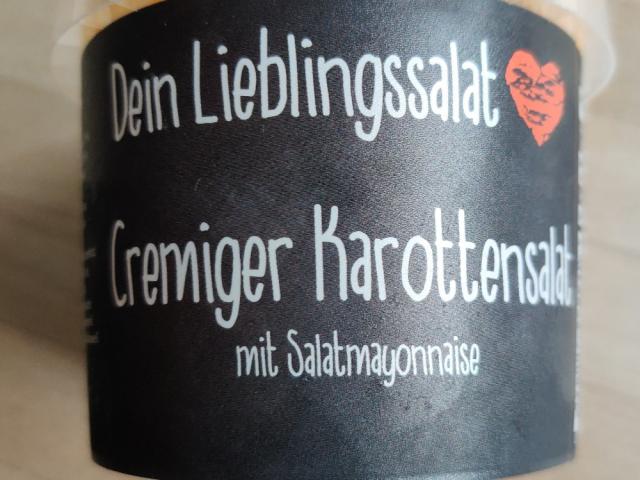 Dein Lieblingssalat
Cremiger Karottensalat
mit Salatmayonnaise